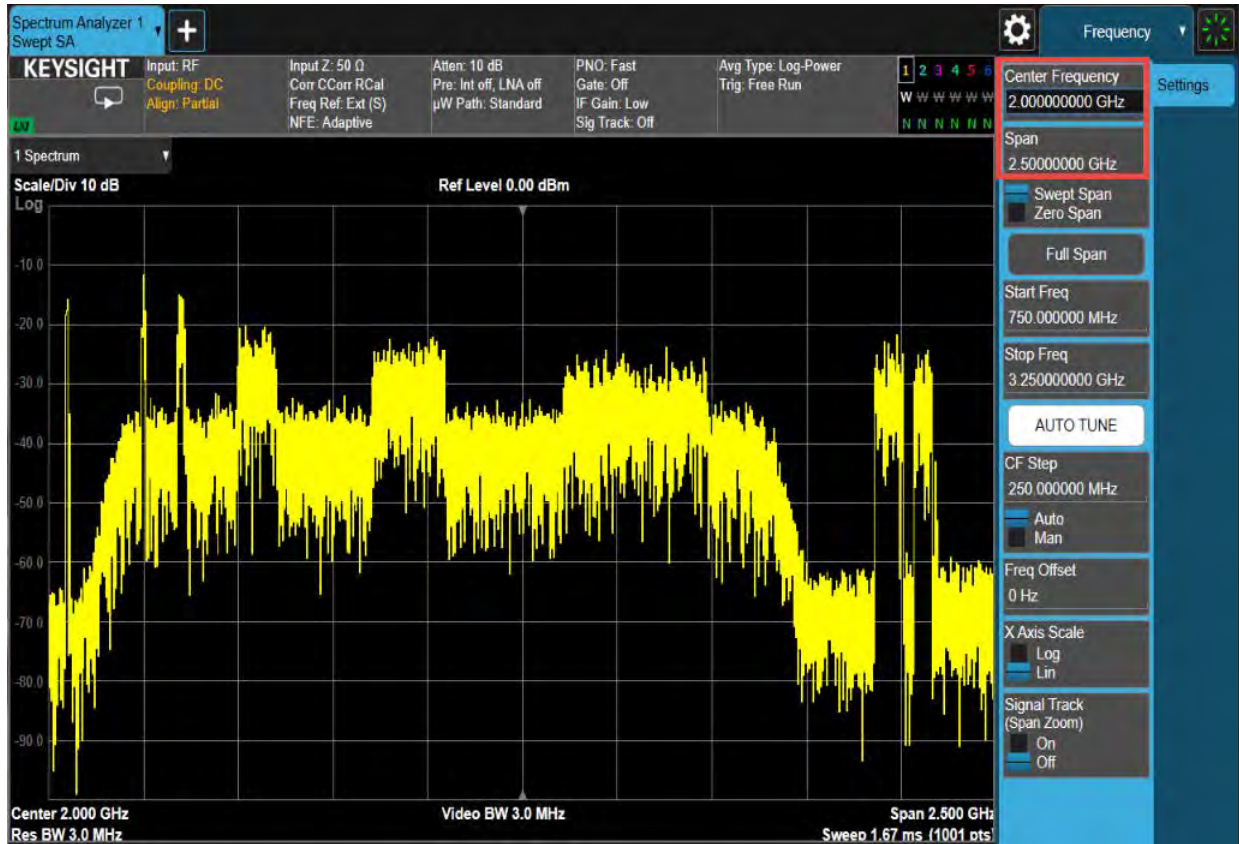 Spectrum Analyzer 1
Swept SA
+
Frequency
KEYSIGHT
LXI
Input: RF
Coupling: DC
Align: Partial
Input Z: 50 Ω
Corr CCorr RCal
Freq Ref: Ext (S)
NFE: Adaptive
Atten: 10 dB
Pre: Int off, LNA off
µW Path: Standard
PNO: Fast
Gate: Off
IF Gain: Low
Sig Track: Off
Avg Type: Log-Power
Trig: Free Run
1 2 3 4 5 6
W W W W W W
N N N N N N
Center Frequency
2.000000000 GHz
Settings
Span
2.50000000 GHz
Swept Span
Zero Span
Full Span
Start Freq
750.000000 MHz
Stop Freq
3.250000000 GHz
AUTO TUNE
CF Step
250.000000 MHz
Auto
Man
Freq Offset
0 Hz
X Axis Scale
Log
Lin
Signal Track
(Span Zoom)
On
Off
1 Spectrum
Scale/Div 10 dB
Ref Level 0.00 dBm
Log
-10.0
-20.0
-30.0
-40.0
-50.0
-60.0
-70.0
-80.0
-90.0
Center 2.000 GHz
Video BW 3.0 MHz
Span 2.500 GHz
Res BW 3.0 MHz
Sweep 1.67 ms (1001 pts)